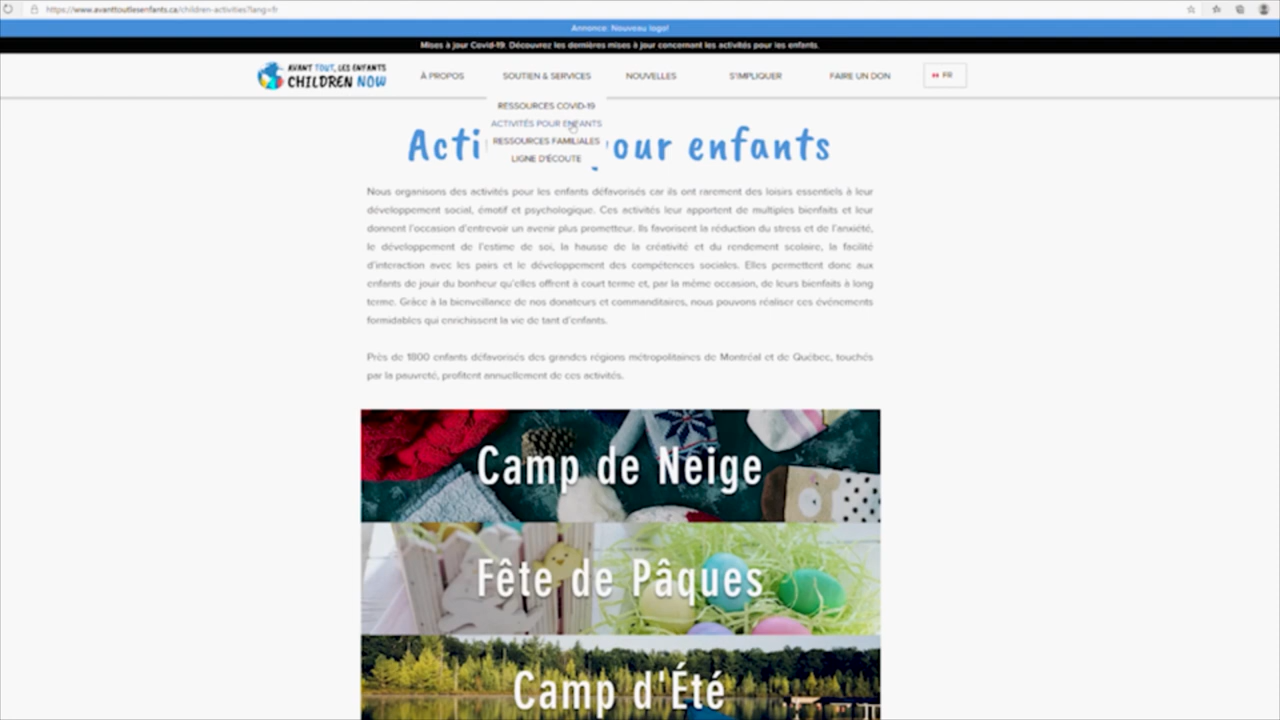 https://www.avanttoutlesenfants.ca/children-activities?lang=fr
Annonce: Nouveau logo!
Mises à jour Covid-19: Découvrez les dernières mises à jour concernant les activités pour les enfants.
AVANT TOUT, LES ENFANTS
CHILDREN NOW
À PROPOS
SOUTIEN & SERVICES
NOUVELLES
S'IMPLIQUER
FAIRE UN DON
FR
RESSOURCES COVID-19
ACTIVITÉS POUR ENFANTS
RESSOURCES FAMILIALES
LIGNE D'ÉCOUTE
Acti our enfants
Nous organisons des activités pour les enfants défavorisés car ils ont rarement des loisirs essentiels à leur
développement social, émotif et psychologique. Ces activités leur apportent de multiples bienfaits et leur
donnent l'occasion d'entrevoir un avenir plus prometteur. Ils favorisent la réduction du stress et de l'anxiété,
le développement de l'estime de soi, la hausse de la créativité et du rendement scolaire, la facilité
d'interaction avec les pairs et le développement des compétences sociales. Elles permettent donc aux
enfants de jouir du bonheur qu'elles offrent à court terme et, par la même occasion, de leurs bienfaits à long
terme. Grâce à la bienveillance de nos donateurs et commanditaires, nous pouvons réaliser ces événements
formidables qui enrichissent la vie de tant d'enfants.
Près de 1800 enfants défavorisés des grandes régions métropolitaines de Montréal et de Québec, touchés
par la pauvreté, profitent annuellement de ces activités.
Camp de Neige
Fête de Pâques
Camp d'Été